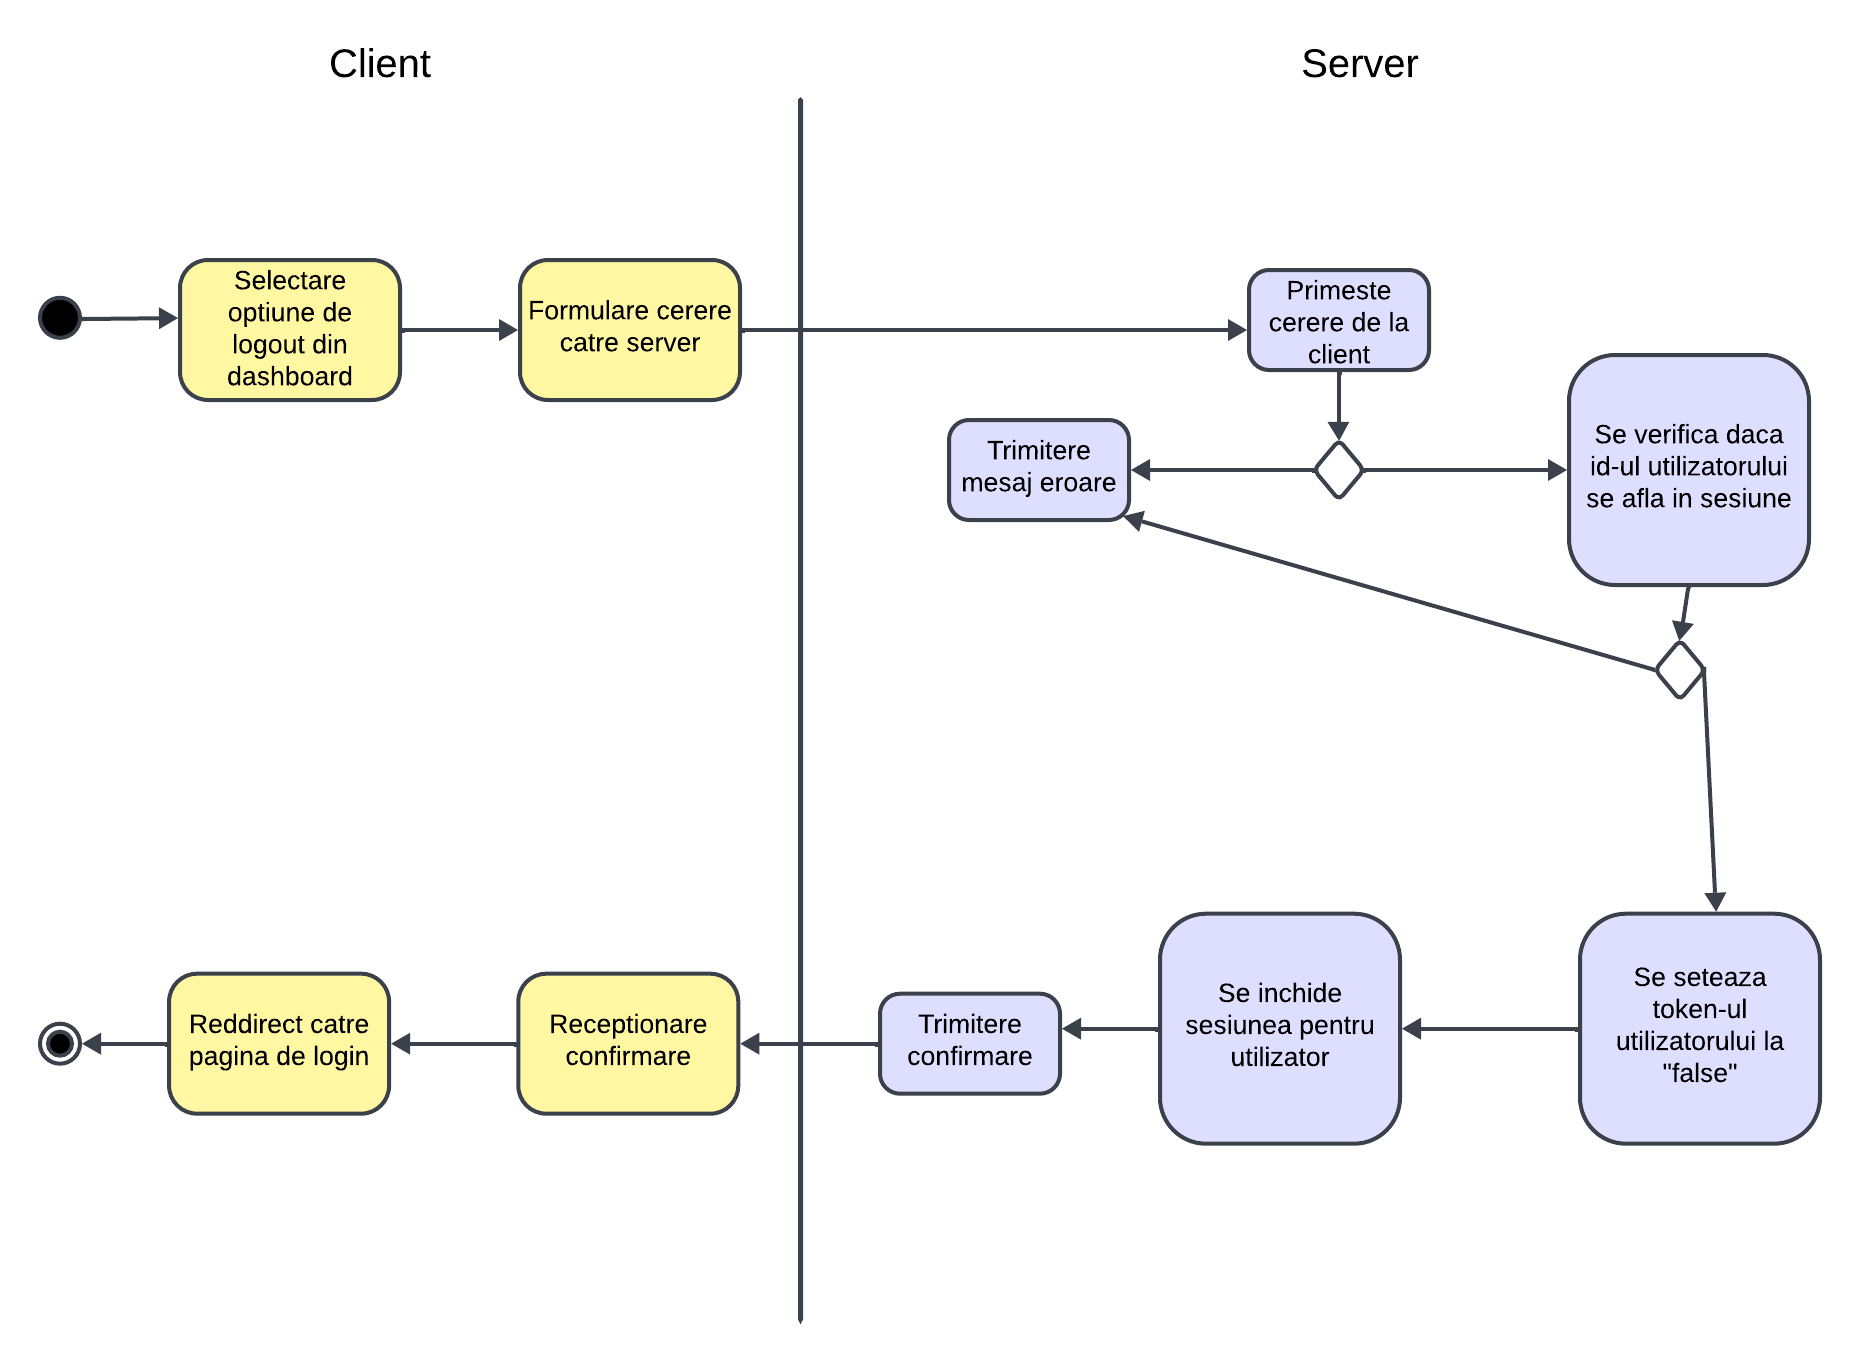 Client
Server
Selectare
optiune de
logout din
dashboard
Formulare cerere
catre server
Primeste
cerere de la
client
Trimitere
mesaj eroare
Se verifica daca
id-ul utilizatorului
se afla in sesiune
Reddirect catre
pagina de login
Receptionare
confirmare
Trimitere
confirmare
Se inchide
sesiunea pentru
utilizator
Se seteaza
token-ul
utilizatorului la
"false"